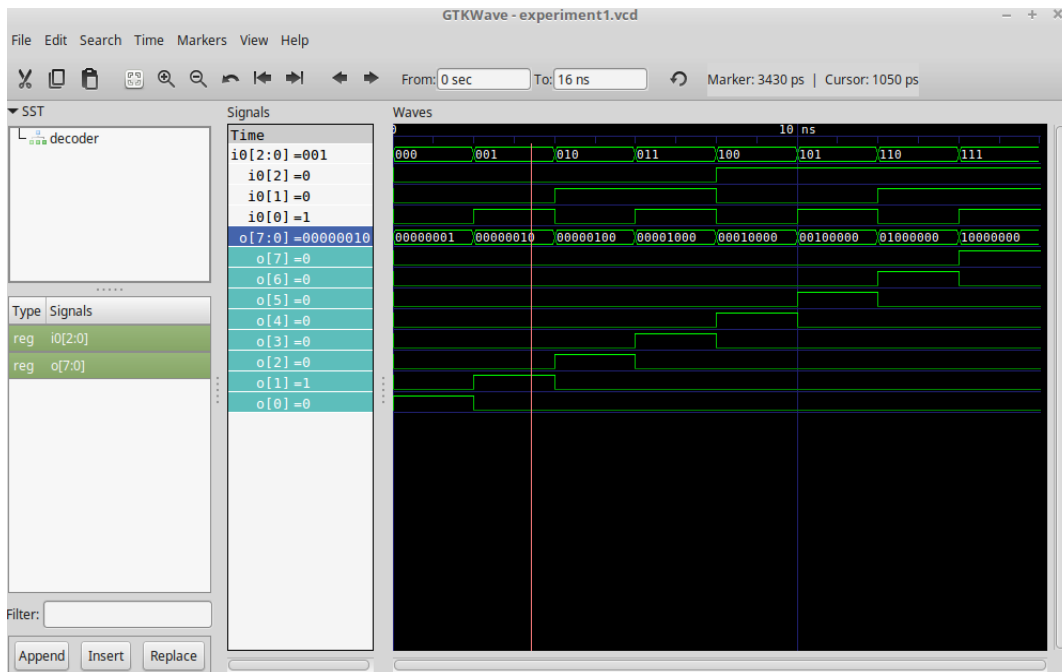 GTKWave - experiment1.vcd
File Edit Search Time Markers View Help
From: 0 sec To: 16 ns Marker: 3430 ps | Cursor: 1050 ps
SST
decoder
Type Signals
reg i0[2:0]
reg o[7:0]
Filter:
Append Insert Replace
Signals
Time
i0[2:0]=001
i0[2]=0
i0[1]=0
i0[0]=1
o[7:0]=00000010
o[7]=0
o[6]=0
o[5]=0
o[4]=0
o[3]=0
o[2]=0
o[1]=1
o[0]=0
Waves
0 10 ns
000 001 010 011 100 101 110 111
00000001 00000010 00000100 00001000 00010000 00100000 01000000 10000000